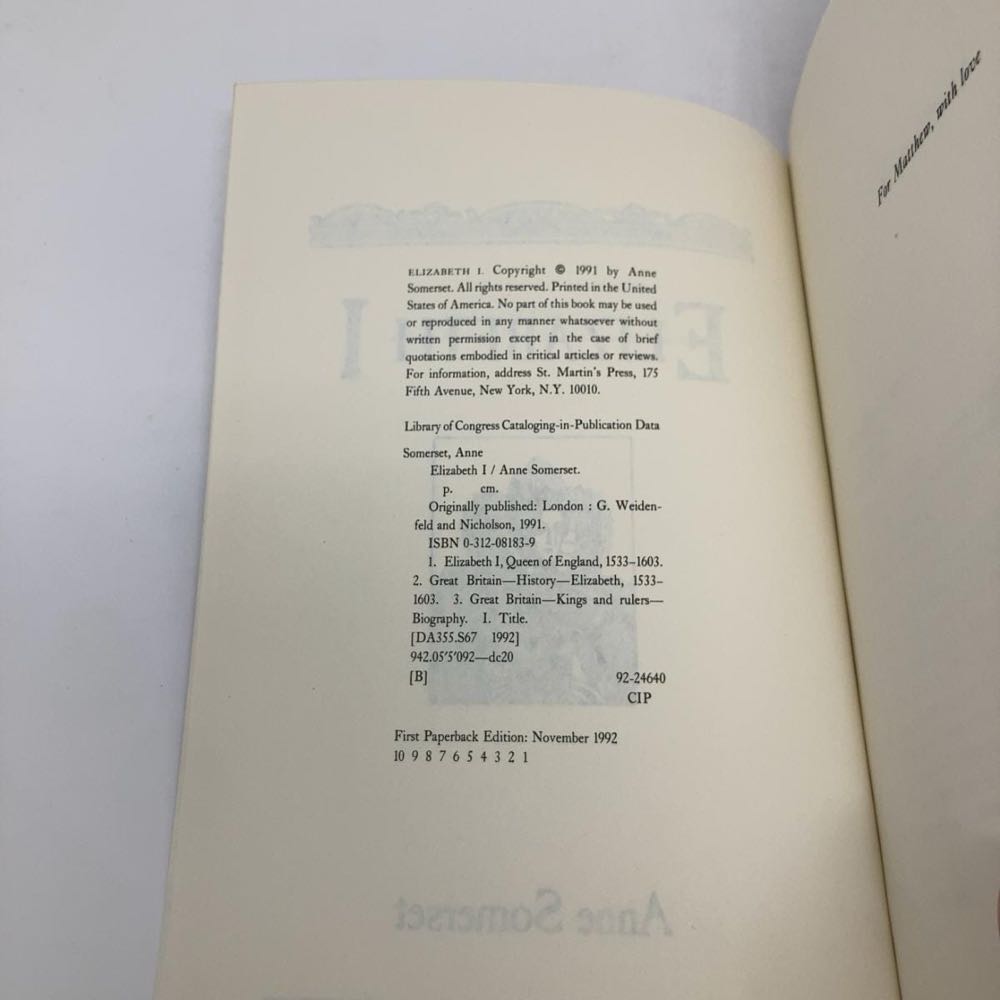 ELIZABETH I. Copyright © 1991 by Anne
Somerset. All rights reserved. Printed in the United
States of America. No part of this book may be used
or reproduced in any manner whatsoever without
written permission except in the case of brief
quotations embodied in critical articles or reviews.
For information, address St. Martin's Press, 175
Fifth Avenue, New York, N.Y. 10010.
Library of Congress Cataloging-in-Publication Data
Somerset, Anne
Elizabeth I / Anne Somerset.
p. cm.
Originally published: London : G. Weiden-
feld and Nicholson, 1991.
ISBN 0-312-08183-9
1. Elizabeth I, Queen of England, 1533–1603.
2. Great Britain—History—Elizabeth, 1533–
1603. 3. Great Britain—Kings and rulers—
Biography. I. Title.
[DA355.S67 1992]
942.05'5'092—dc20
[B] 92-24640
CIP
First Paperback Edition: November 1992
10 9 8 7 6 5 4 3 2 1
Anne Somerset
For Matthew, with love